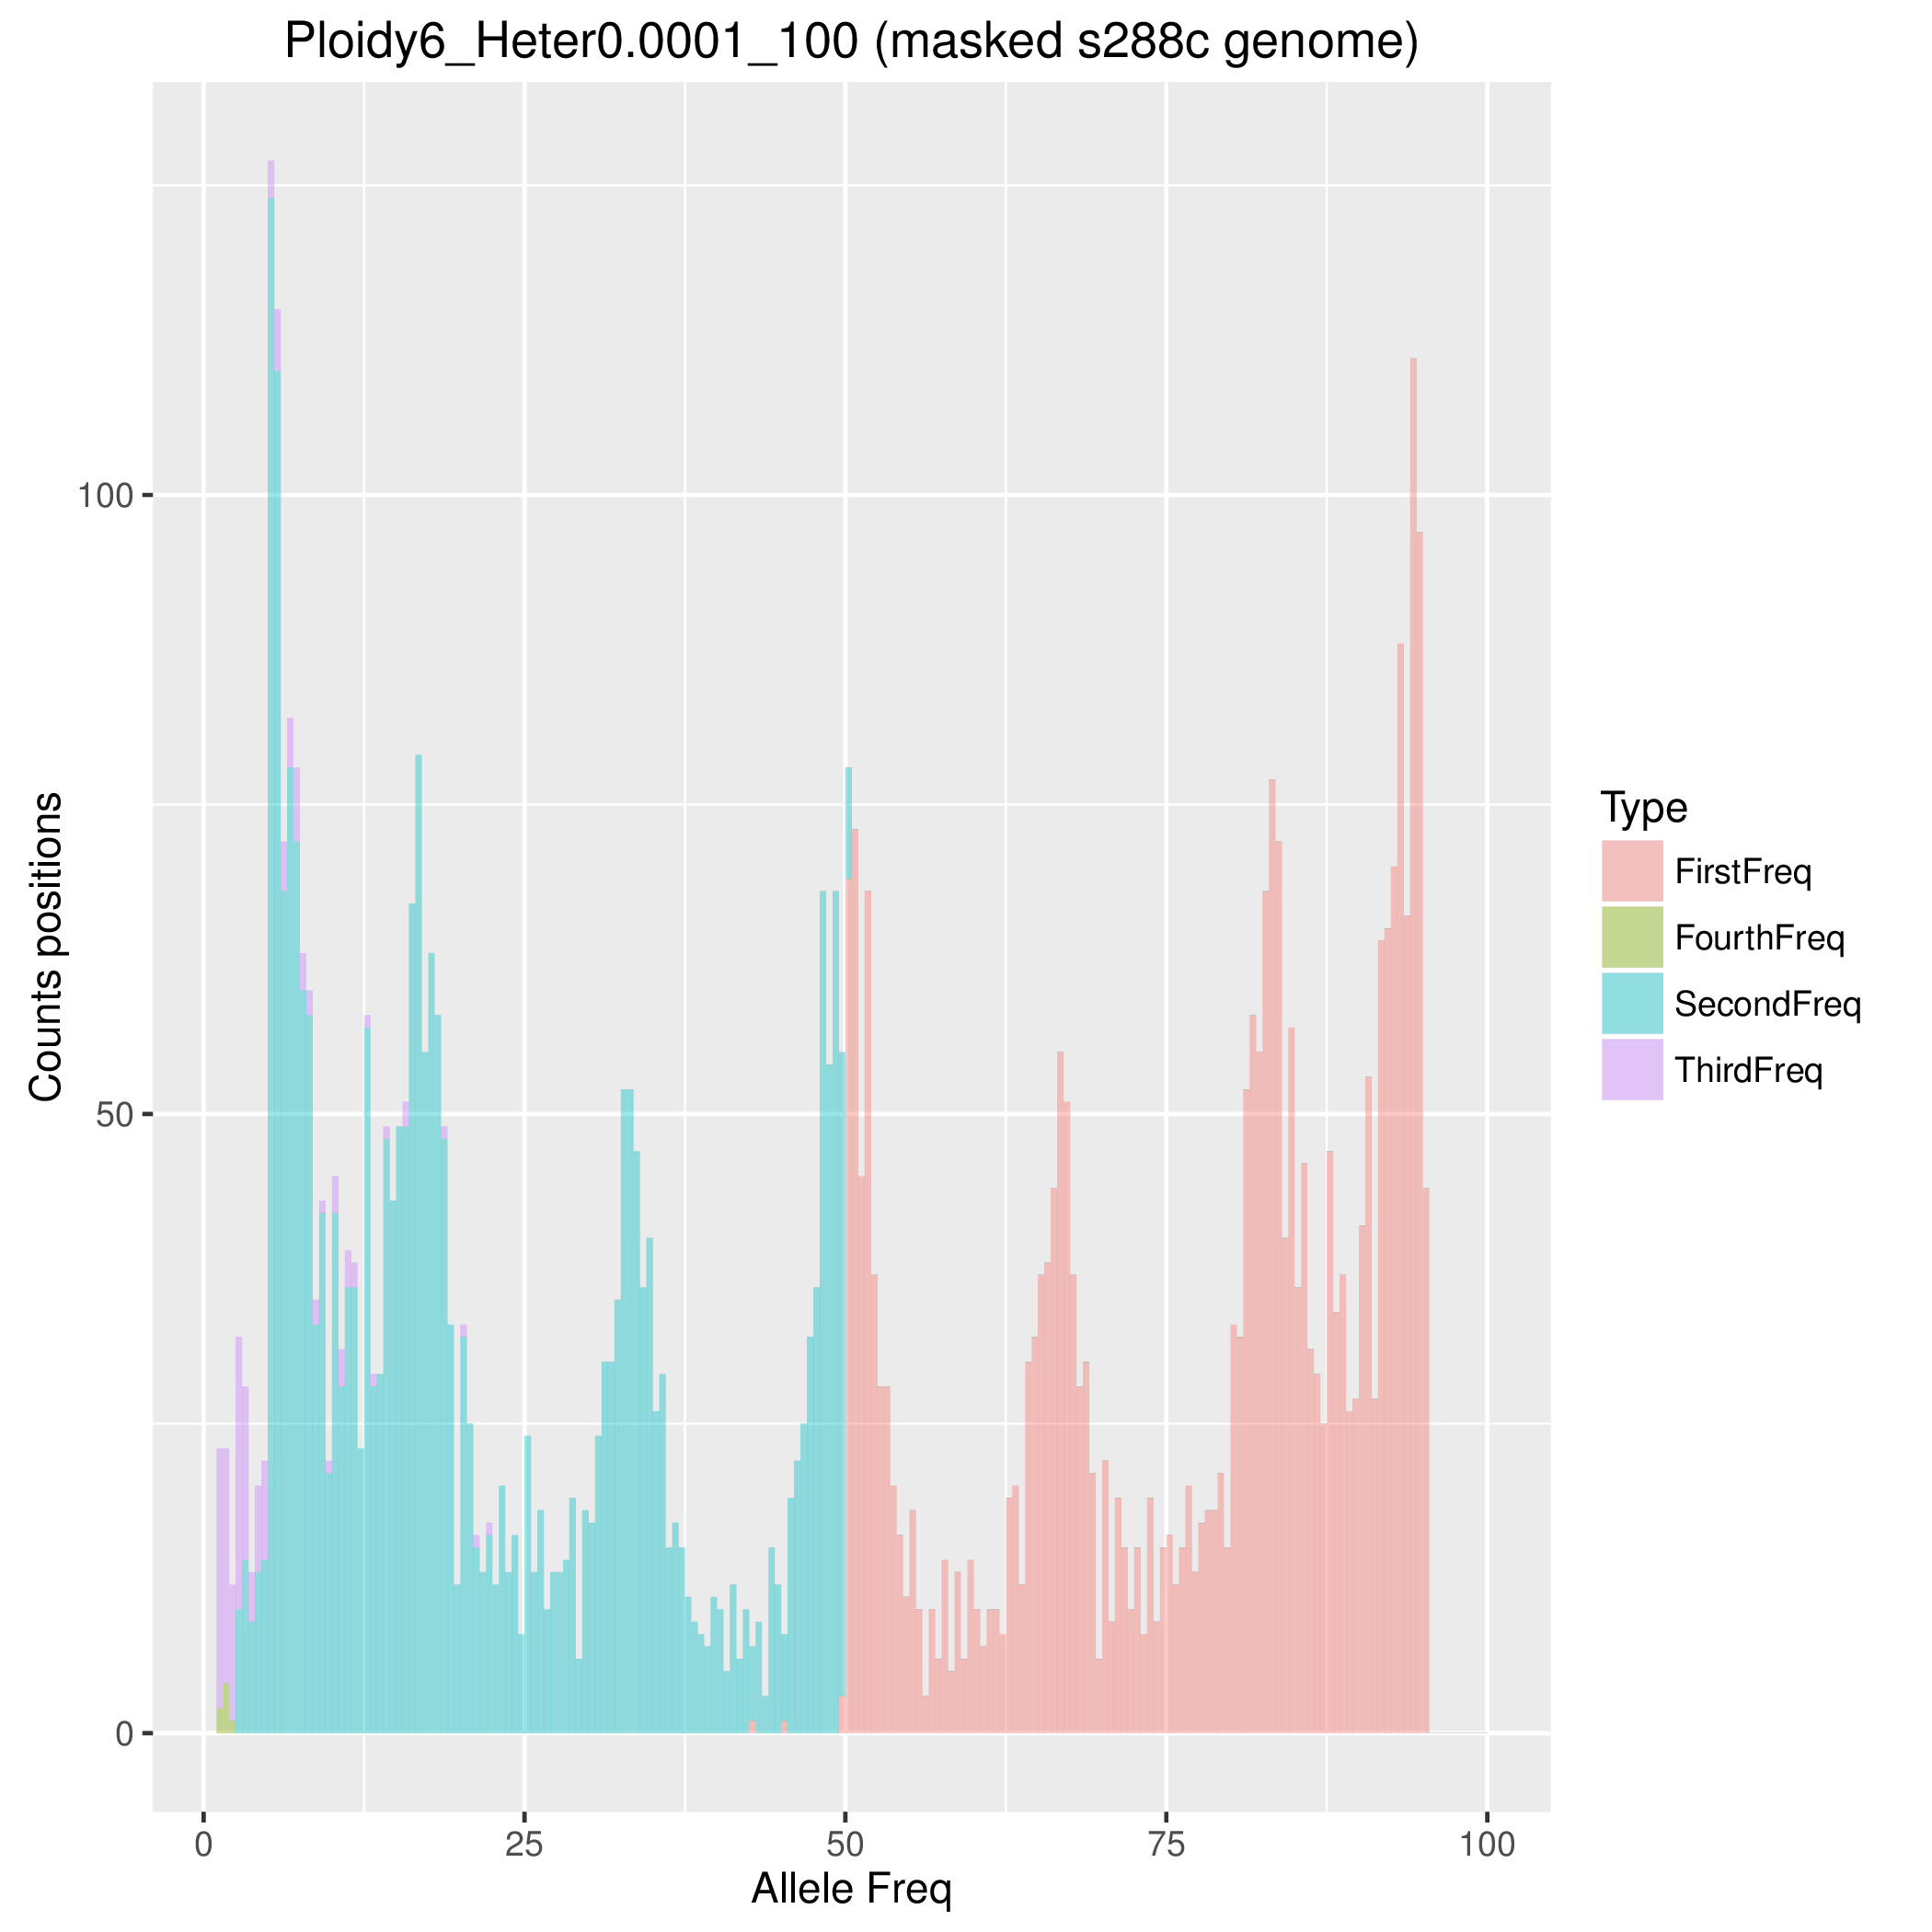 Ploidy6_Heter0.0001_100 (masked s288c genome)
Counts positions
100
50
0
0 25 50 75 100
Allele Freq
Type
FirstFreq
FourthFreq
SecondFreq
ThirdFreq